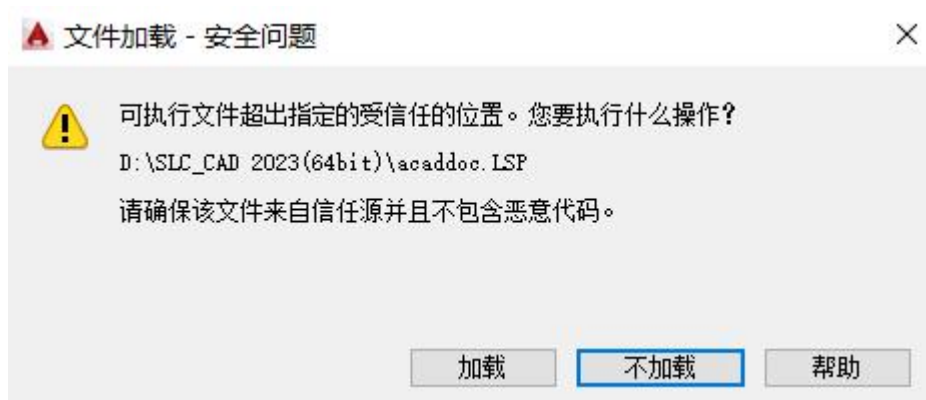 文件加载 - 安全问题
可执行文件超出指定的受信任的位置。您要执行什么操作?
D:\SLC_CAD 2023(64bit)\acaddoc.LSP
请确保该文件来自信任源并且不包含恶意代码。
加载 不加载 帮助